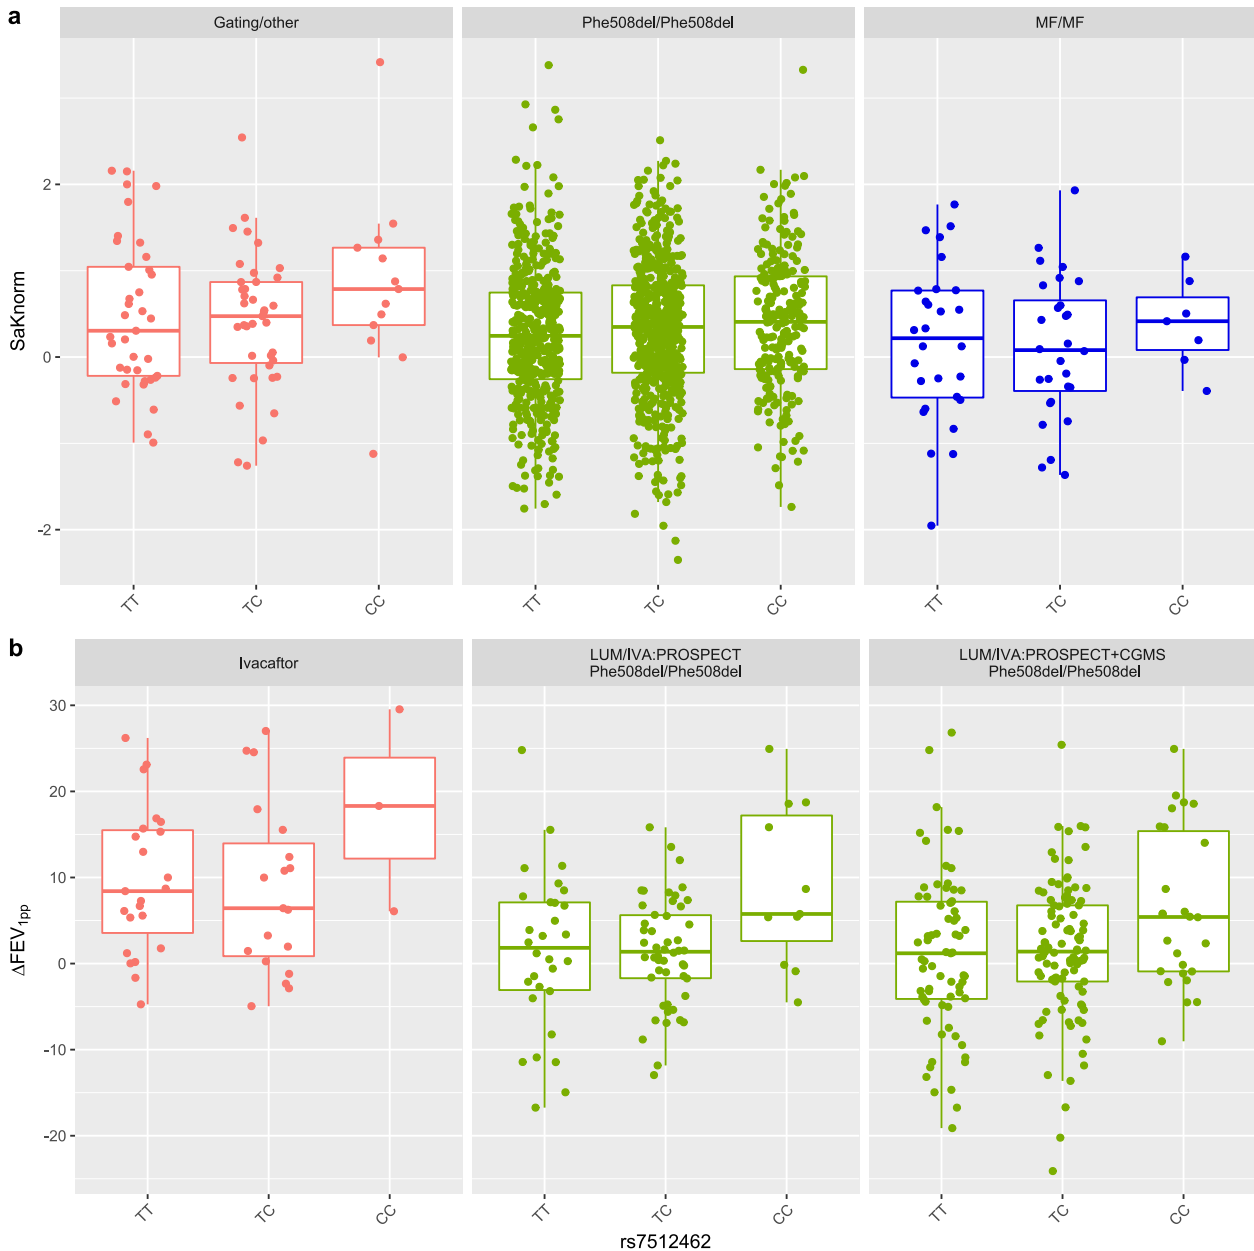 a
Gating/other
Phe508del/Phe508del
MF/MF
SaKnorm
2
0
-2
TT
TC
CC
TT
TC
CC
TT
TC
CC
b
Ivacaftor
LUM/IVA:PROSPECT
Phe508del/Phe508del
LUM/IVA:PROSPECT+CGMS
Phe508del/Phe508del
ΔFEV1pp
30
20
10
0
-10
-20
TT
TC
CC
TT
TC
CC
TT
TC
CC
rs7512462